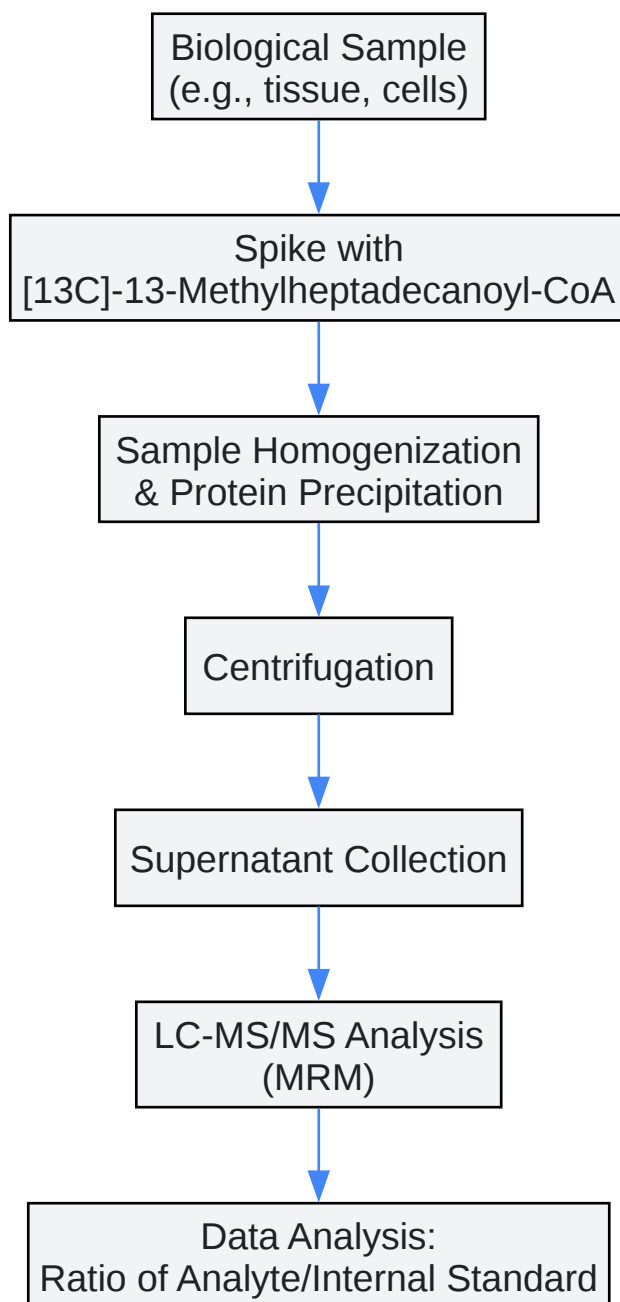 Biological Sample
(e.g., tissue, cells)
Spike with
[13C]-13-Methylheptadecanoyl-CoA
Sample Homogenization
& Protein Precipitation
Centrifugation
Supernatant Collection
LC-MS/MS Analysis
(MRM)
Data Analysis:
Ratio of Analyte/Internal Standard